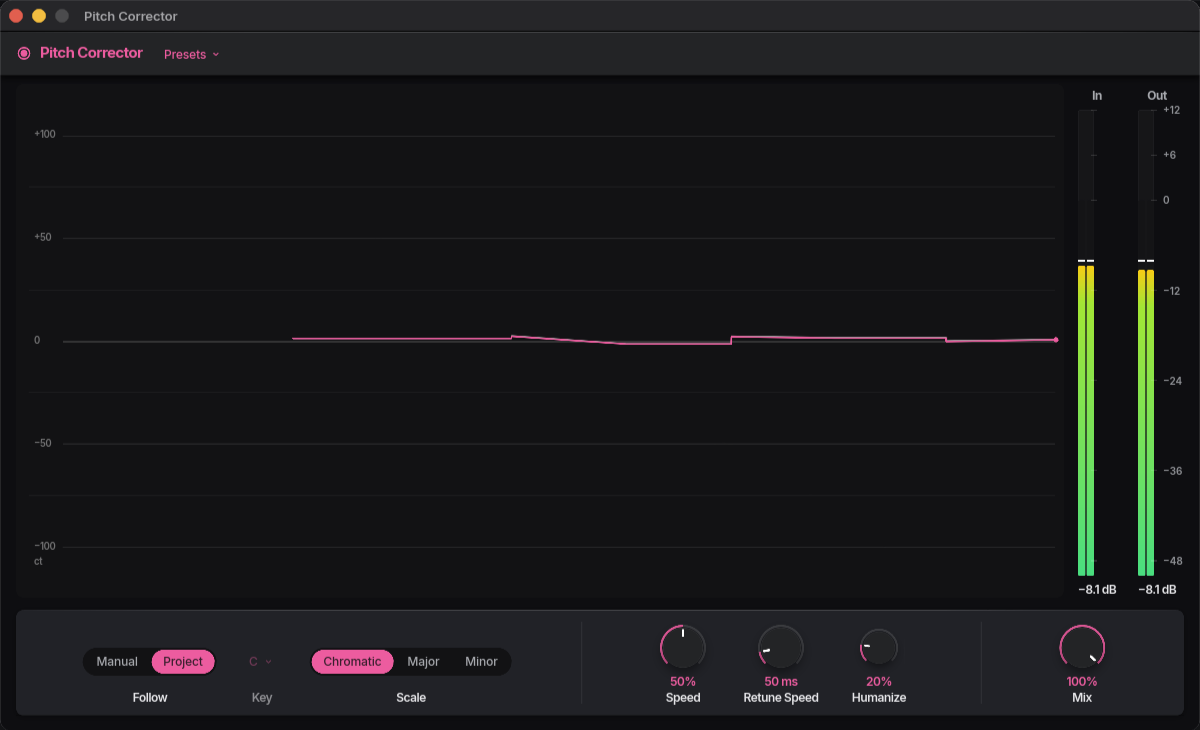 Pitch Corrector
Pitch Corrector
Presets
In
Out
+100
+50
0
−50
−100
ct
+12
+6
0
−12
−24
−36
−48
−8.1 dB
−8.1 dB
Manual
Project
Follow
C
Key
Chromatic
Major
Minor
Scale
50%
Speed
50 ms
Retune Speed
20%
Humanize
100%
Mix